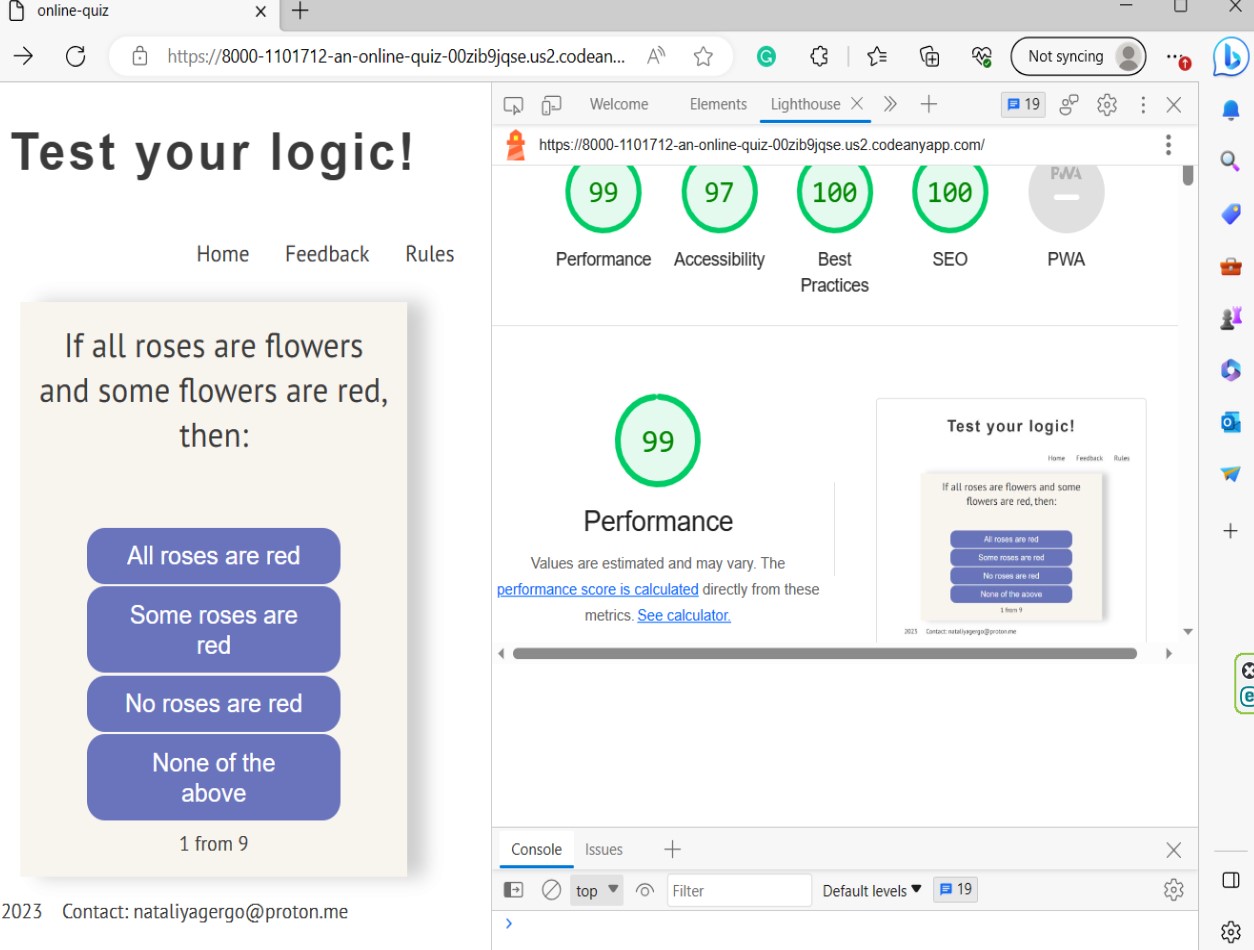 online-quiz
https://8000-1101712-an-online-quiz-00zib9jqse.us2.codean...
Not syncing
Test your logic!
Home Feedback Rules
If all roses are flowers
and some flowers are red,
then:
All roses are red
Some roses are
red
No roses are red
None of the
above
1 from 9
2023 Contact: nataliyagergo@proton.me
Welcome Elements Lighthouse 19
https://8000-1101712-an-online-quiz-00zib9jqse.us2.codeanyapp.com/
99 97 100 100 PWA
Performance Accessibility Best Practices SEO PWA
99
Performance
Values are estimated and may vary. The
performance score is calculated directly from these
metrics. See calculator.
Test your logic!
Home Feedback Rules
If all roses are flowers and some
flowers are red, then:
All roses are red
Some roses are red
No roses are red
None of the above
1 from 9
2023 Contact: nataliyagergo@proton.me
Console Issues
top Filter Default levels 19